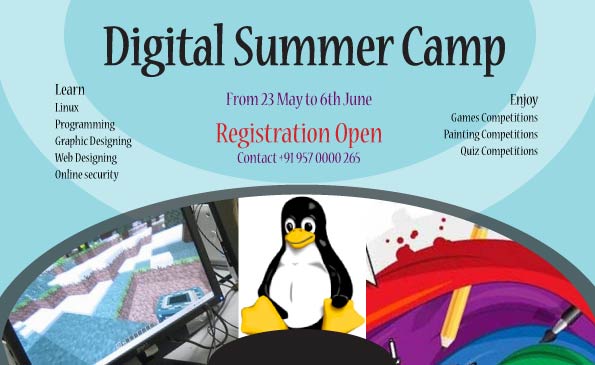 Digital Summer Camp
Learn
Linux
Programming
Graphic Designing
Web Designing
Online security
From 23 May to 6th June
Registration Open
Contact +91 957 0000 265
Enjoy
Games Competitions
Painting Competitions
Quiz Competitions